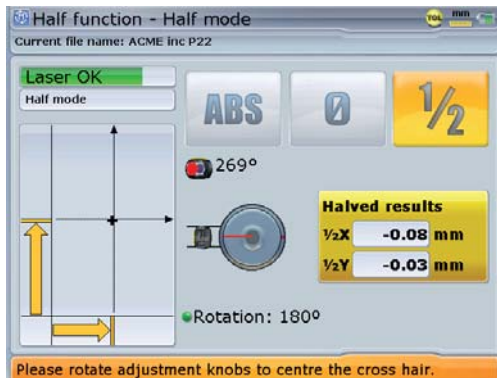 Half function - Half mode
TOL mm
Current file name: ACME inc P22
Laser OK
Half mode
ABS 0 1/2
269°
Halved results
½X -0.08 mm
½Y -0.03 mm
Rotation: 180°
Please rotate adjustment knobs to centre the cross hair.